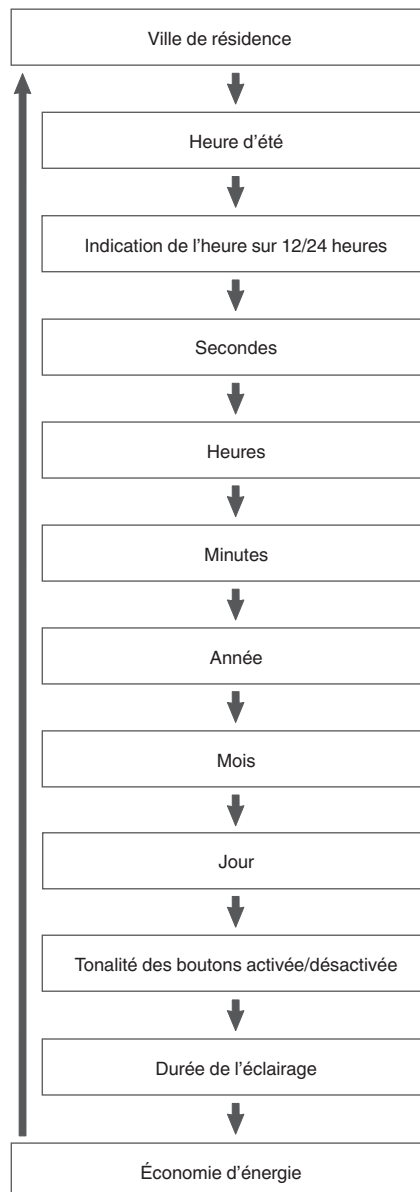 Ville de résidence
Heure d’été
Indication de l’heure sur 12/24 heures
Secondes
Heures
Minutes
Année
Mois
Jour
Tonalité des boutons activée/désactivée
Durée de l’éclairage
Économie d’énergie